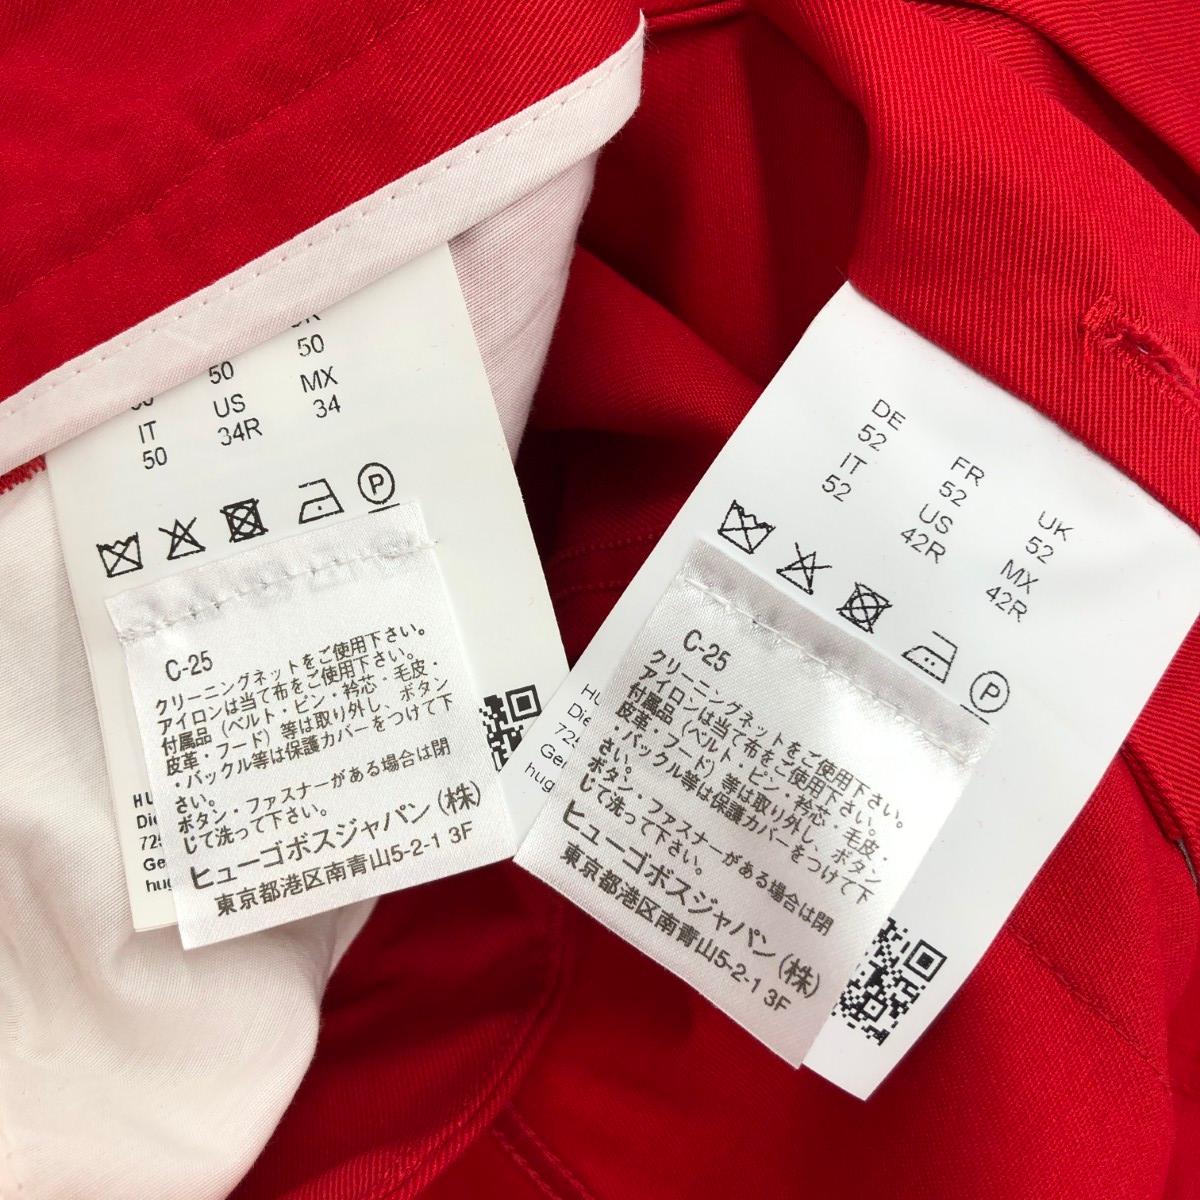 50
50
US
MX
IT
34R
34
50
P
C-25
クリーニングネットをご使用下さい。
アイロンは当て布をご使用下さい。
付属品(ベルト・ピン・衿芯・毛皮・
皮革・フード)等は取り外し、ボタン
・バックル等は保護カバーをつけて下
さい。
ボタン・ファスナーがある場合は閉
じて洗って下さい。
ヒューゴボスジャパン(株)
東京都港区南青山5-2-1 3F
DE
52
IT
52
FR
52
US
42R
UK
52
MX
42R
P
C-25
クリーニングネットをご使用下さい。
アイロンは当て布をご使用下さい。
付属品(ベルト・ピン・衿芯・毛皮・
皮革・フード)等は取り外し、ボタン
・バックル等は保護カバーをつけて下
さい。
ボタン・ファスナーがある場合は閉
じて洗って下さい。
ヒューゴボスジャパン(株)
東京都港区南青山5-2-1 3F